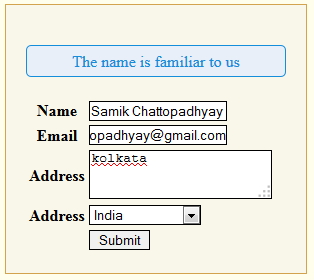 The name is familiar to us
Name Samik Chattopadhyay
Email opadhyay@gmail.com
Address kolkata
Address India
Submit